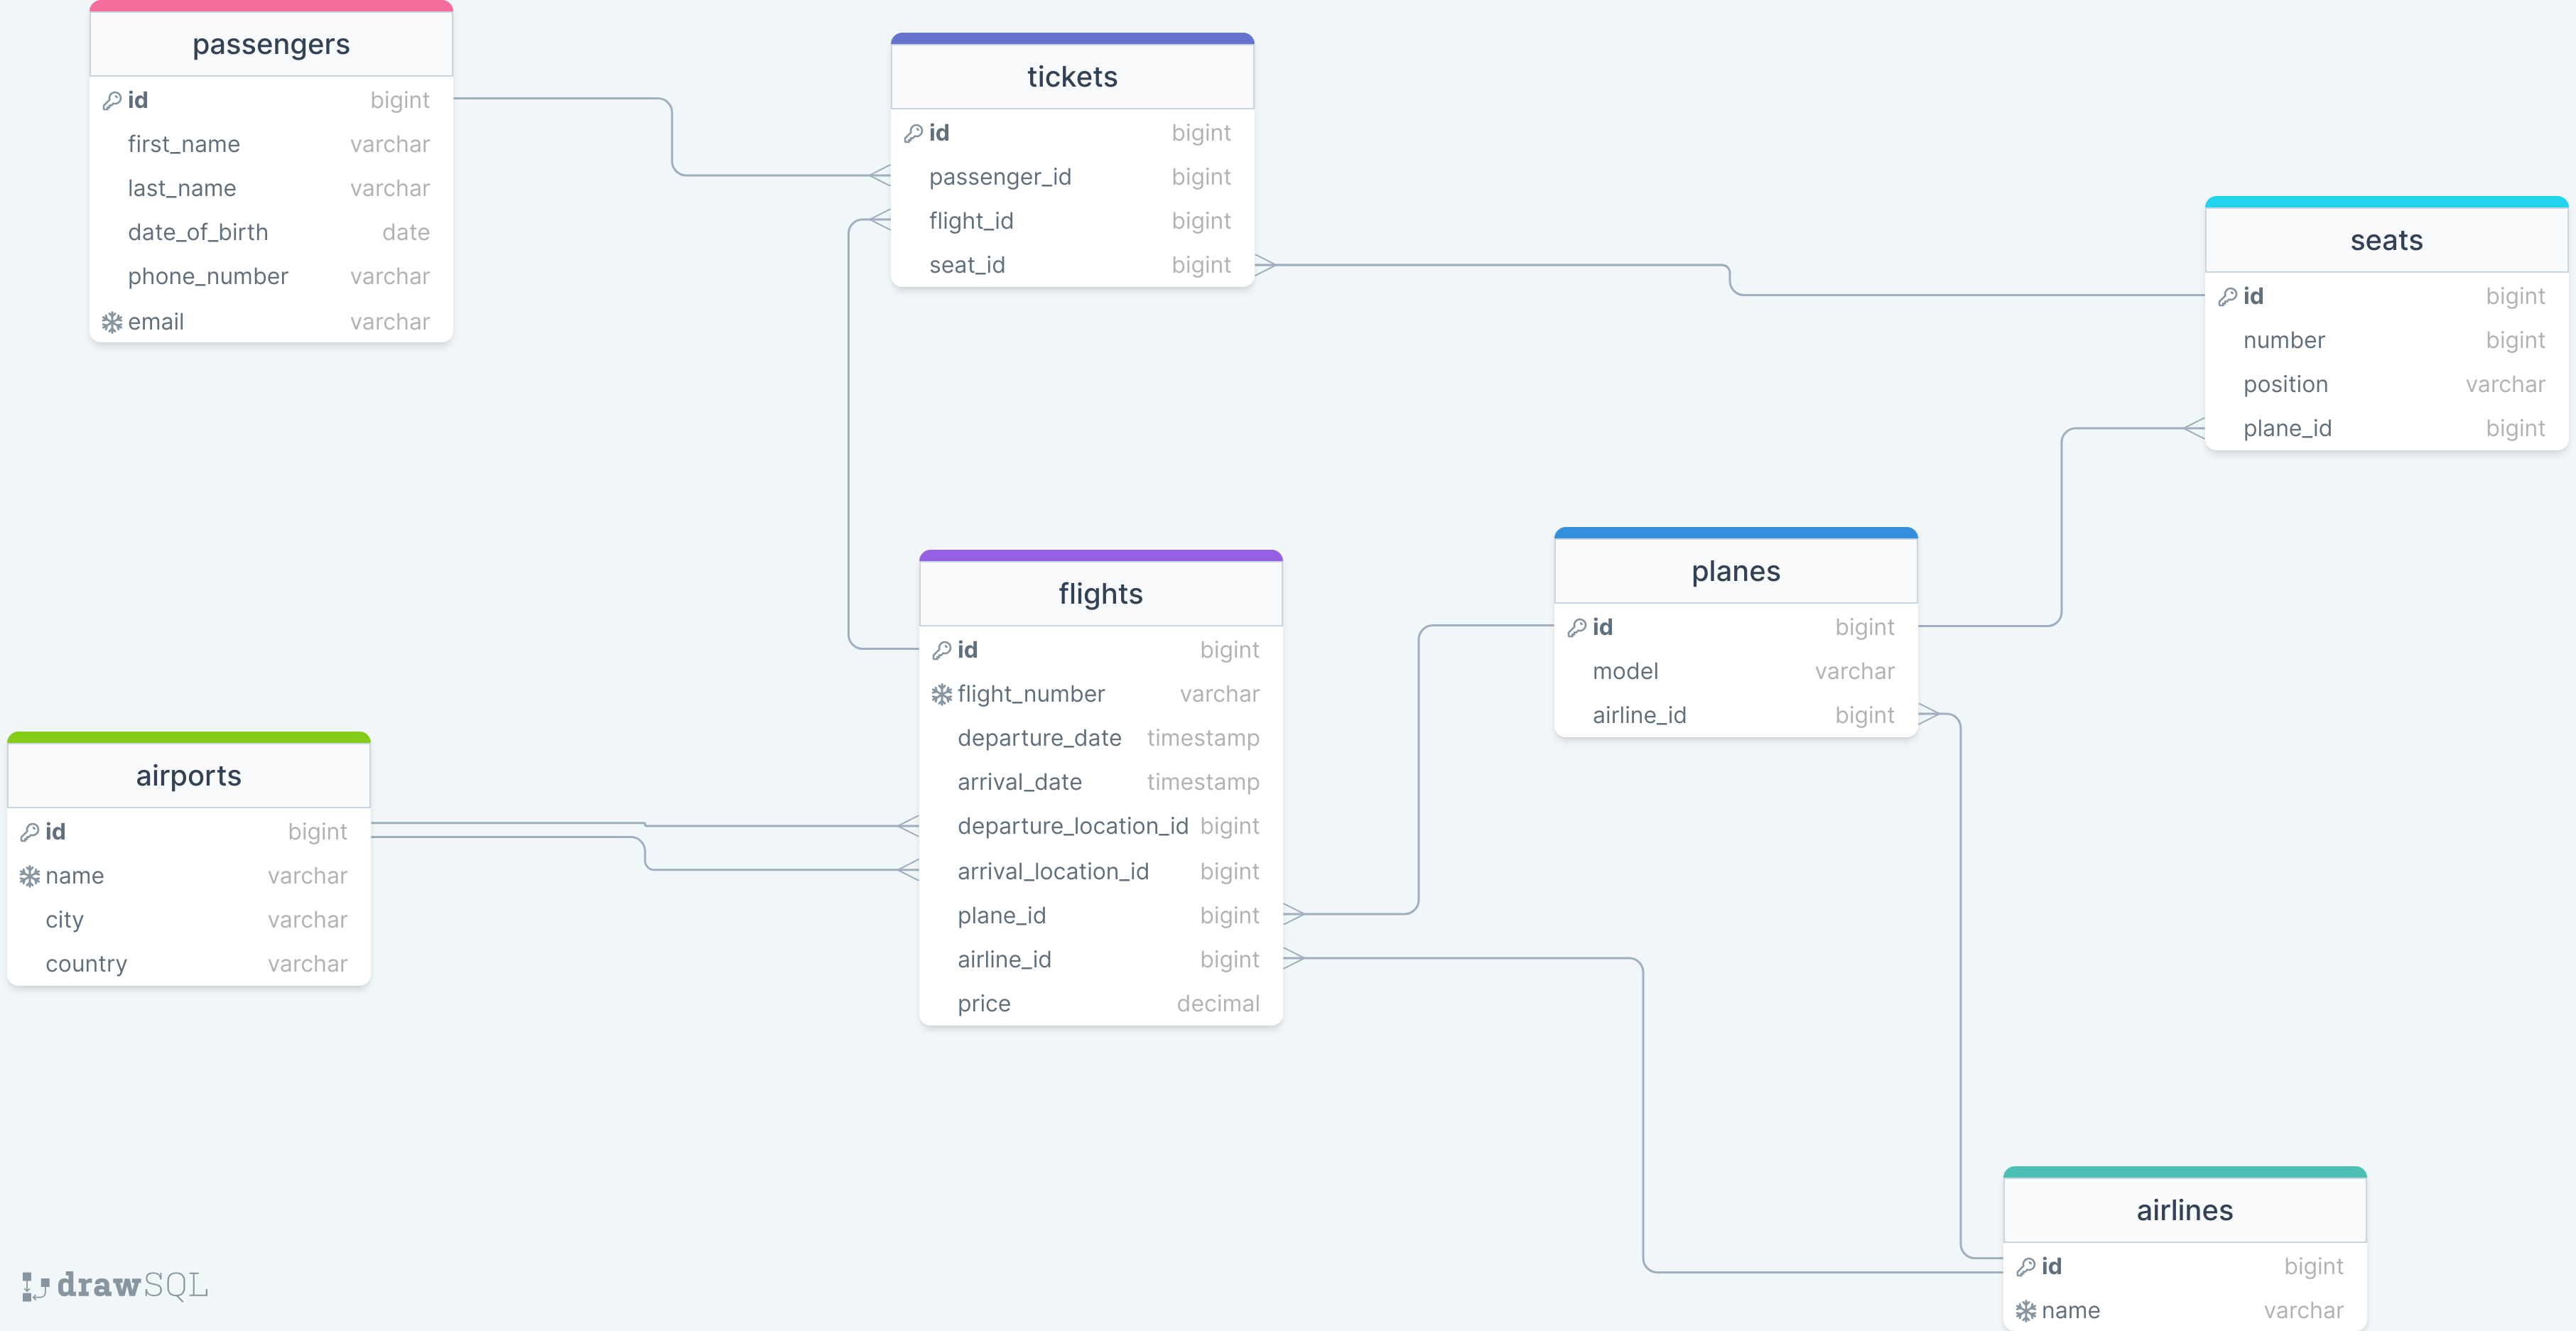 passengers
id bigint
first_name varchar
last_name varchar
date_of_birth date
phone_number varchar
email varchar
tickets
id bigint
passenger_id bigint
flight_id bigint
seat_id bigint
seats
id bigint
number bigint
position varchar
plane_id bigint
flights
id bigint
flight_number varchar
departure_date timestamp
arrival_date timestamp
departure_location_id bigint
arrival_location_id bigint
plane_id bigint
airline_id bigint
price decimal
planes
id bigint
model varchar
airline_id bigint
airports
id bigint
name varchar
city varchar
country varchar
airlines
id bigint
name varchar
drawSQL